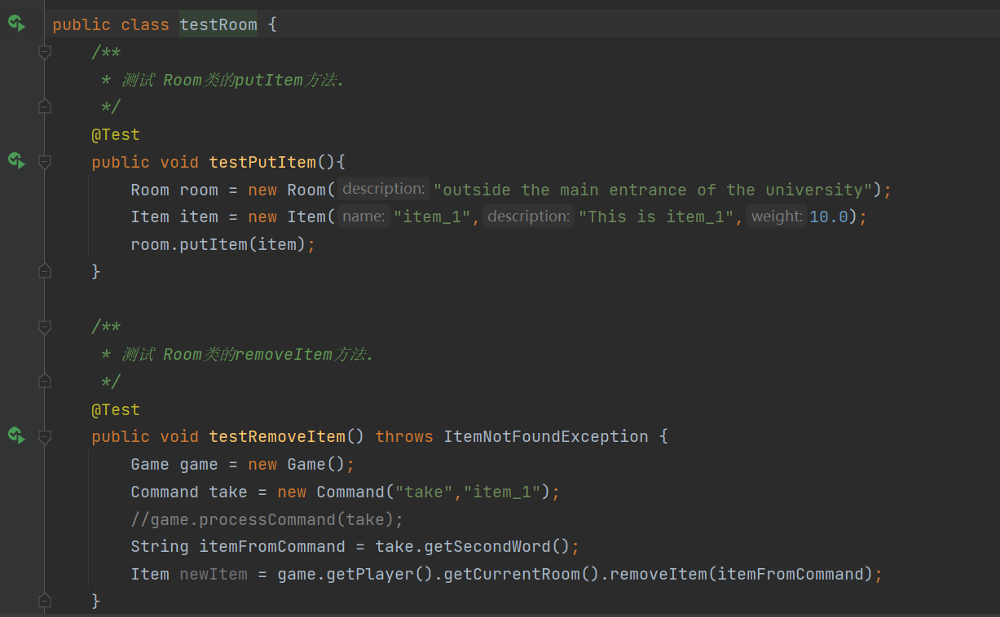 public class testRoom {
/**
* 测试 Room类的putItem方法.
*/
@Test
public void testPutItem(){
Room room = new Room( description: "outside the main entrance of the university");
Item item = new Item( name: "item_1", description: "This is item_1", weight: 10.0);
room.putItem(item);
}
/**
* 测试 Room类的removeItem方法.
*/
@Test
public void testRemoveItem() throws ItemNotFoundException {
Game game = new Game();
Command take = new Command("take","item_1");
//game.processCommand(take);
String itemFromCommand = take.getSecondWord();
Item newItem = game.getPlayer().getCurrentRoom().removeItem(itemFromCommand);
}